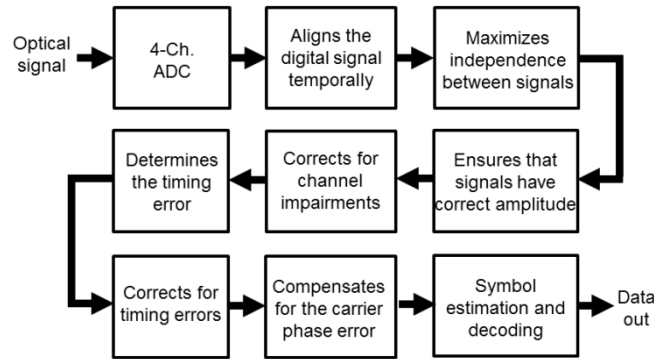 Optical
signal
4-Ch.
ADC
Aligns the
digital signal
temporally
Maximizes
independence
between signals
Determines
the timing
error
Corrects for
channel
impairments
Ensures that
signals have
correct amplitude
Corrects for
timing errors
Compensates
for the carrier
phase error
Symbol
estimation and
decoding
Data
out